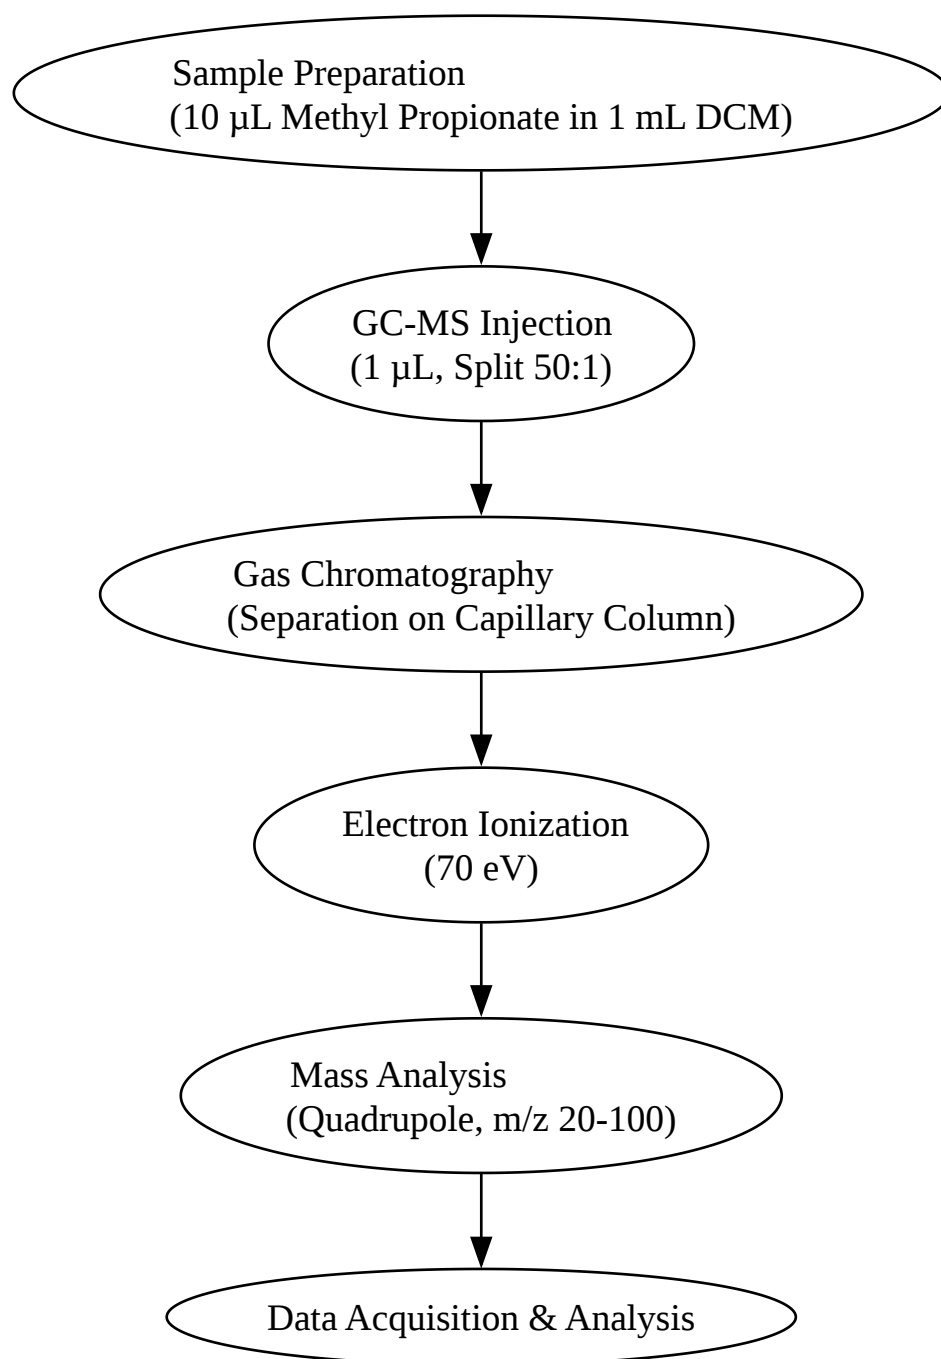 Sample Preparation
(10 µL Methyl Propionate in 1 mL DCM)
GC-MS Injection
(1 µL, Split 50:1)
Gas Chromatography
(Separation on Capillary Column)
Electron Ionization
(70 eV)
Mass Analysis
(Quadrupole, m/z 20-100)
Data Acquisition & Analysis